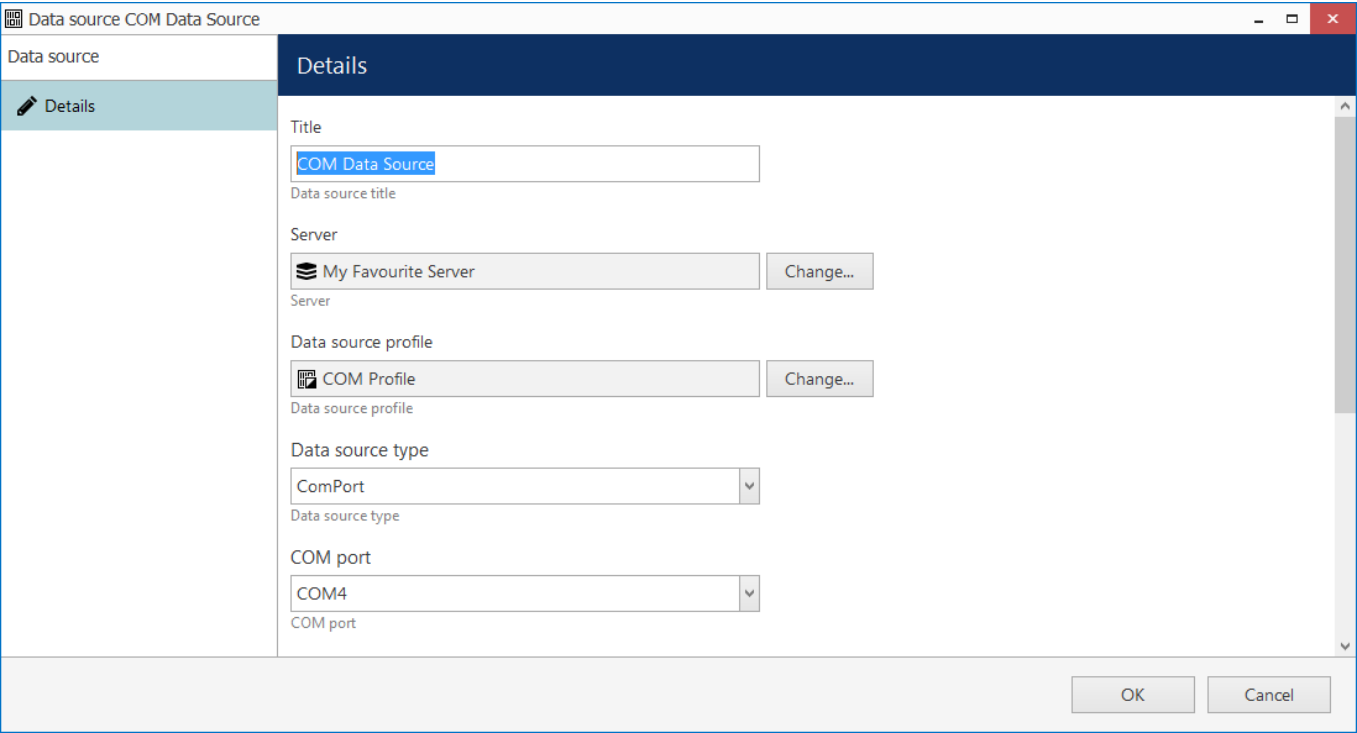 Data source COM Data Source
Data source
Details
Details
Title
COM Data Source
Data source title
Server
My Favourite Server
Change...
Server
Data source profile
COM Profile
Change...
Data source profile
Data source type
ComPort
Data source type
COM port
COM4
COM port
OK
Cancel